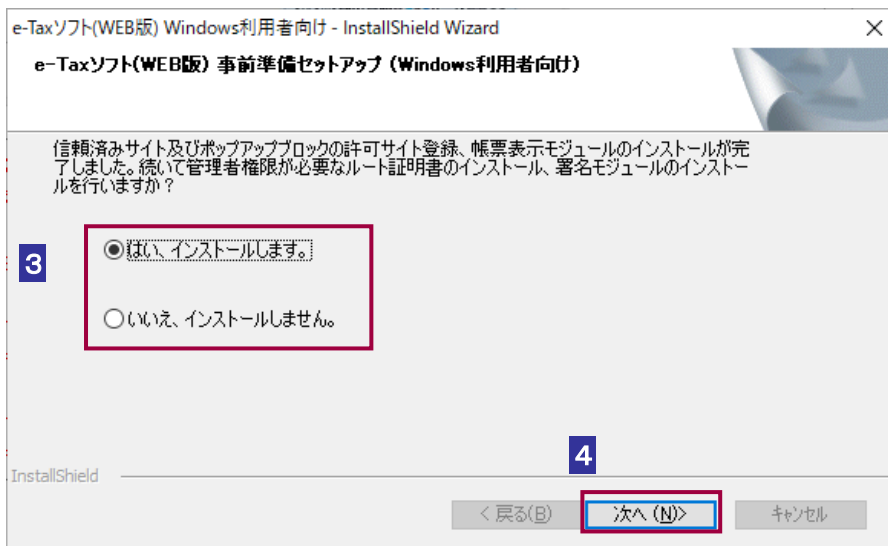 e-Taxソフト(WEB版) Windows利用者向け - InstallShield Wizard
e-Taxソフト(WEB版) 事前準備セットアップ (Windows利用者向け)
信頼済みサイト及びポップアップブロックの許可サイト登録、帳票表示モジュールのインストールが完
了しました。続いて管理者権限が必要なルート証明書のインストール、署名モジュールのインストー
ルを行いますか？
3
はい、インストールします。
いいえ、インストールしません。
4
InstallShield
< 戻る(B)
次へ (N)>
キャンセル